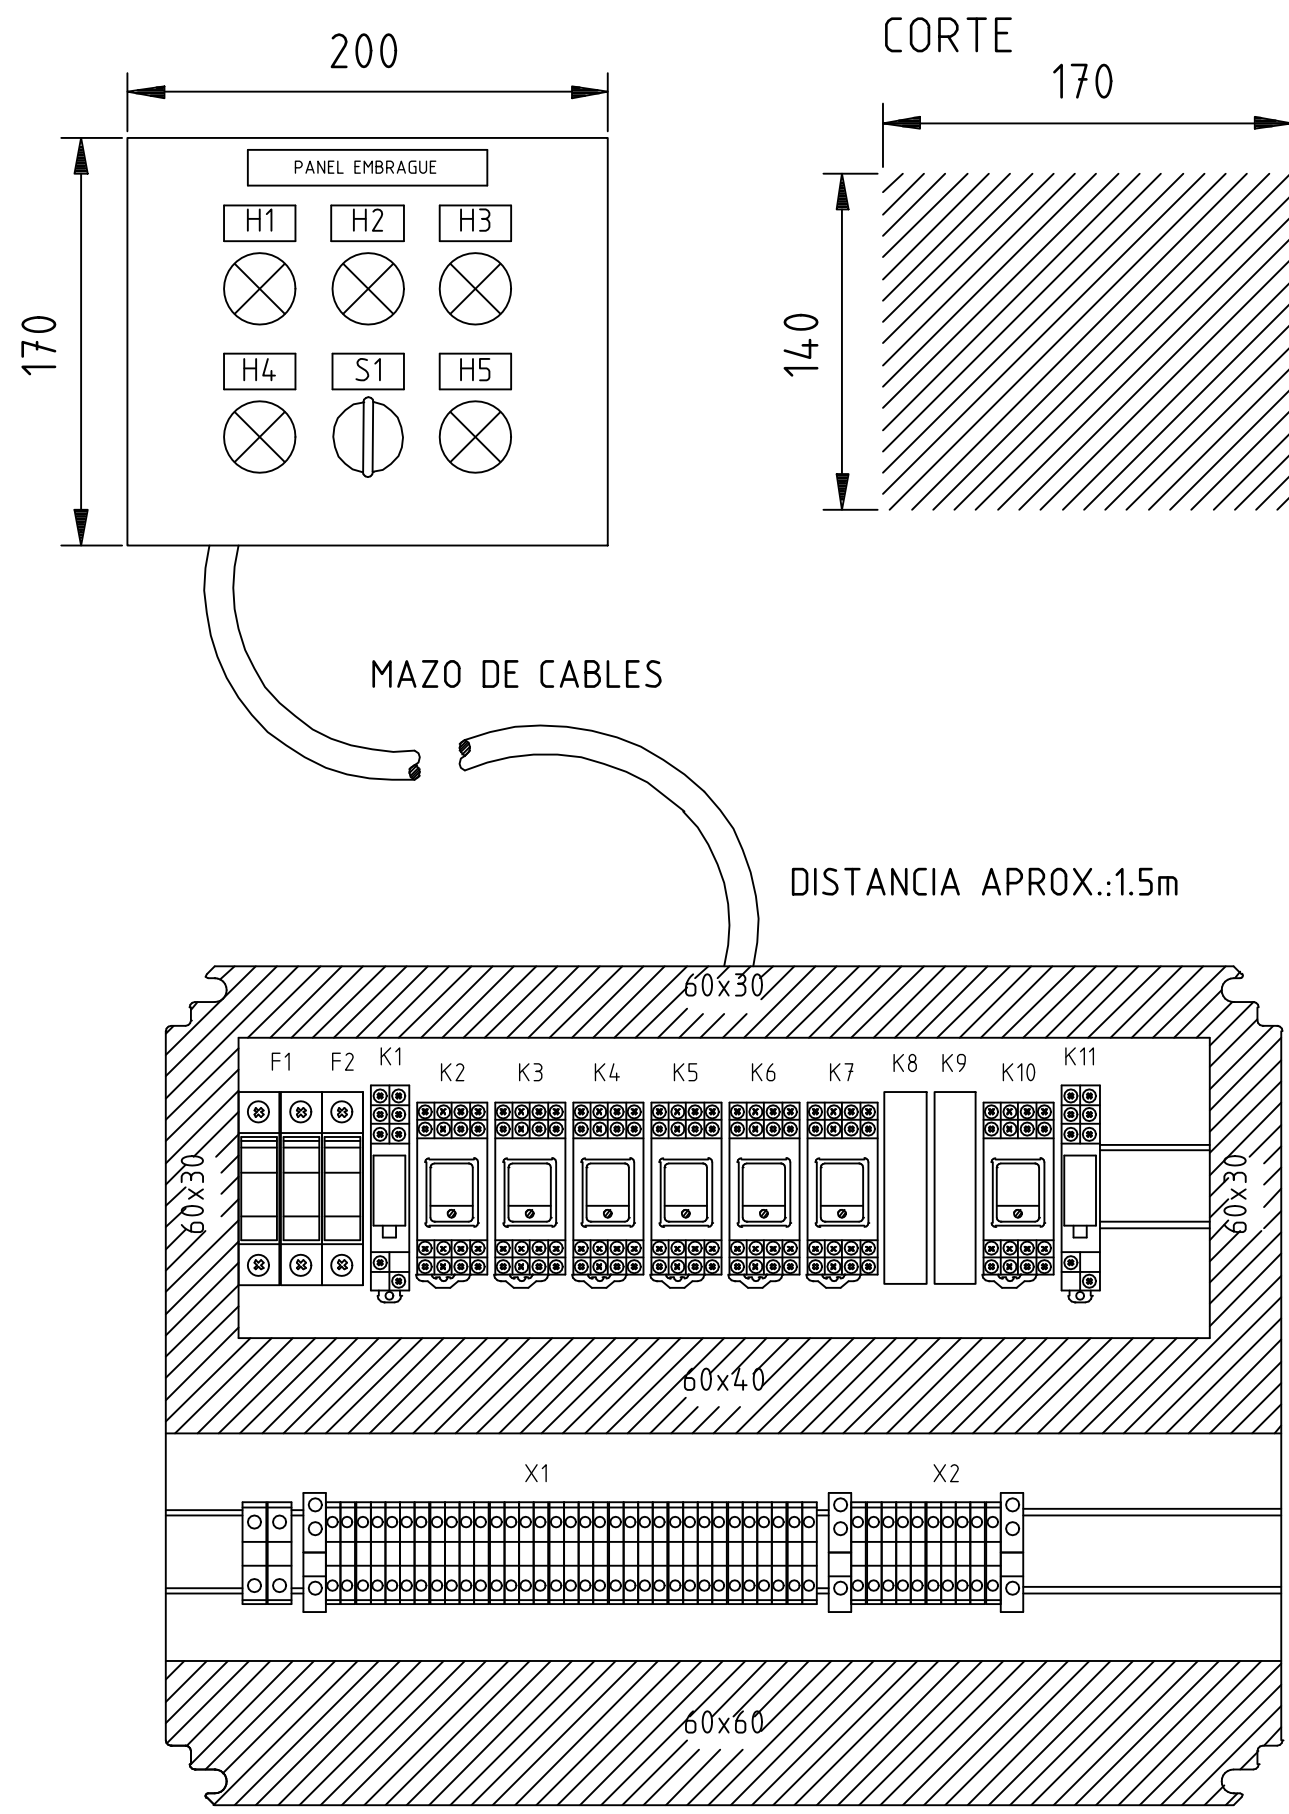 200
CORTE
170
PANEL EMBRAGUE
H1 H2 H3
170
140
H4 S1 H5
MAZO DE CABLES
DISTANCIA APROX.:1.5m
60x30
F1 F2 K1 K2 K3 K4 K5 K6 K7 K8 K9 K10 K11
60x30
60x30
60x40
X1 X2
60x60